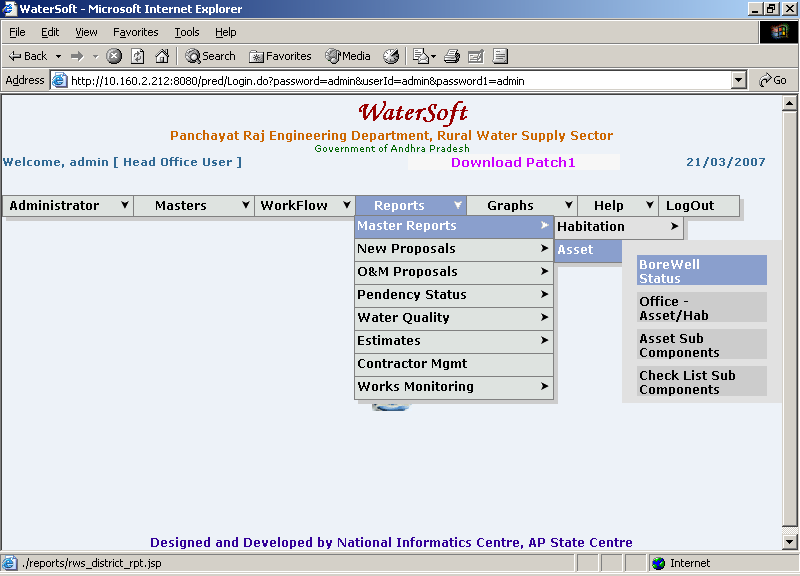 WaterSoft - Microsoft Internet Explorer
File Edit View Favorites Tools Help
Back Search Favorites Media
Address http://10.160.2.212:8080/pred/Login.do?password=admin&userId=admin&password1=admin Go
WaterSoft
Panchayat Raj Engineering Department, Rural Water Supply Sector
Government of Andhra Pradesh
Welcome, admin [ Head Office User ] Download Patch1 21/03/2007
Administrator Masters WorkFlow Reports Graphs Help LogOut
Master Reports
New Proposals
O&M Proposals
Pendency Status
Water Quality
Estimates
Contractor Mgmt
Works Monitoring
Habitation
Asset
BoreWell
Status
Office -
Asset/Hab
Asset Sub
Components
Check List Sub
Components
Designed and Developed by National Informatics Centre, AP State Centre
./reports/rws_district_rpt.jsp Internet